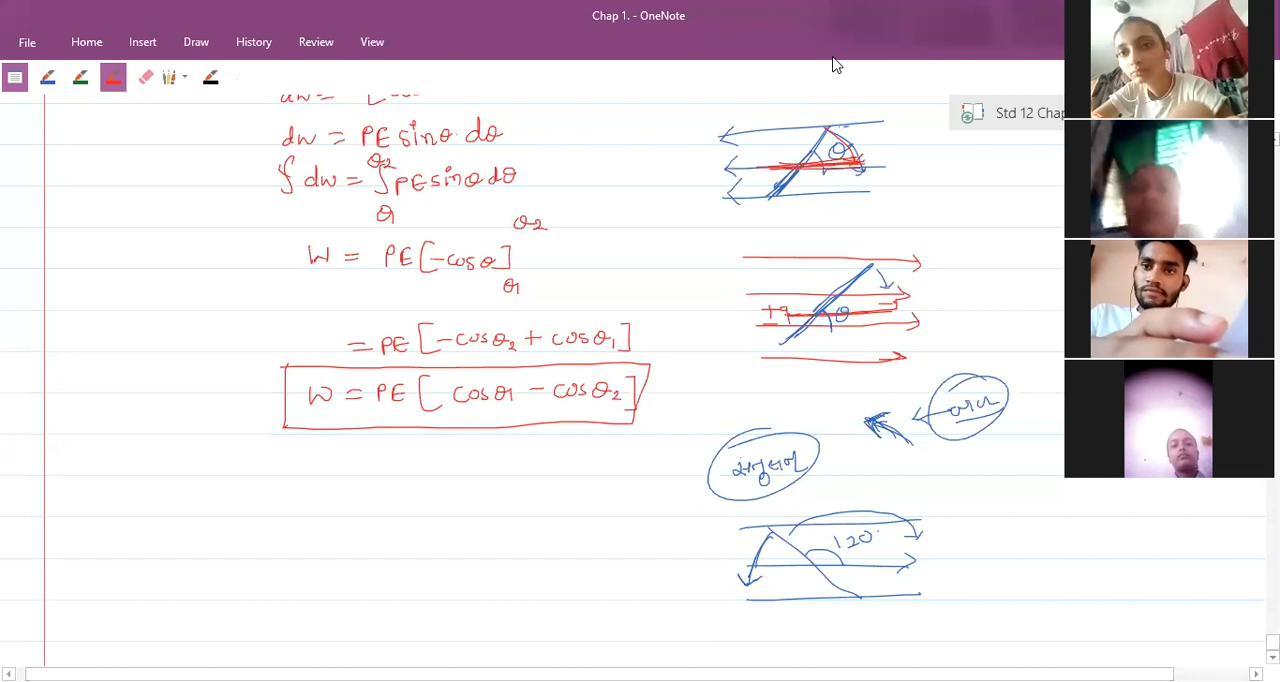 Chap 1. - OneNote
File Home Insert Draw History Review View
Std 12 Chap
dw = PE sinθ. dθ
∫ dw = ∫ PE sinθ dθ
θ2
θ1
W = PE [-cosθ]
θ2
θ1
= PE [-cosθ2 + cosθ1]
W = PE [ cosθ1 - cosθ2 ]
θ
+q
θ
120°